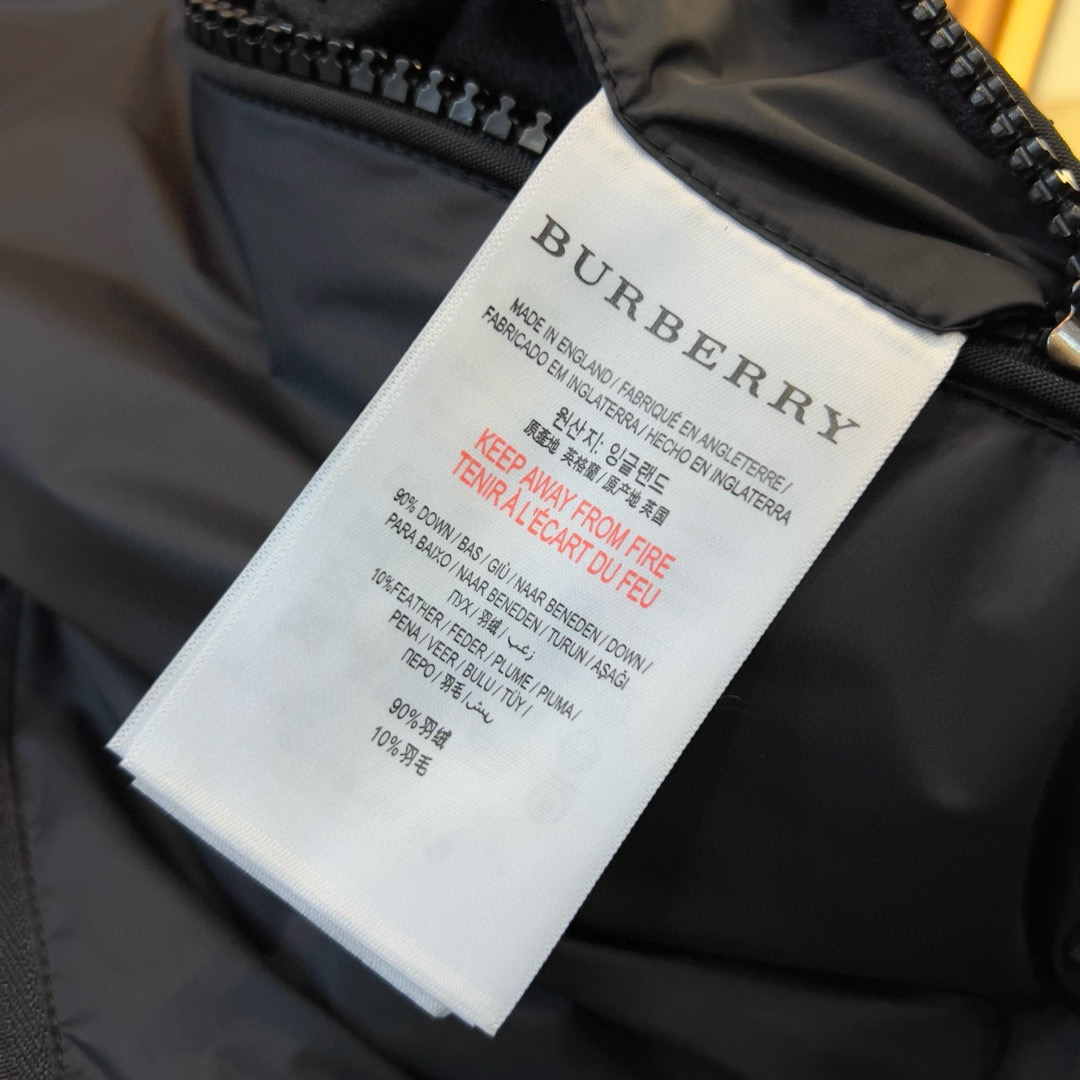 BURBERRY
MADE IN ENGLAND / FABRIQUÉ EN ANGLETERRE /
FABRICADO EM INGLATERRA / HECHO EN INGLATERRA
원산지: 잉글랜드
原產地 英格蘭 / 原产地 英国
KEEP AWAY FROM FIRE
TENIR À L'ÉCART DU FEU
90% DOWN / BAS / GIÙ / NAAR BENEDEN / DOWN /
PARA BAIXO / NAAR BENEDEN / TURUN / AŞAĞI
ПУХ / 羽绒 / زغب
10%FEATHER / FEDER / PLUME / PIUMA /
PENA / VEER / BULU / TÜY /
ПЕРО / 羽毛 / ريش
90%羽绒
10%羽毛